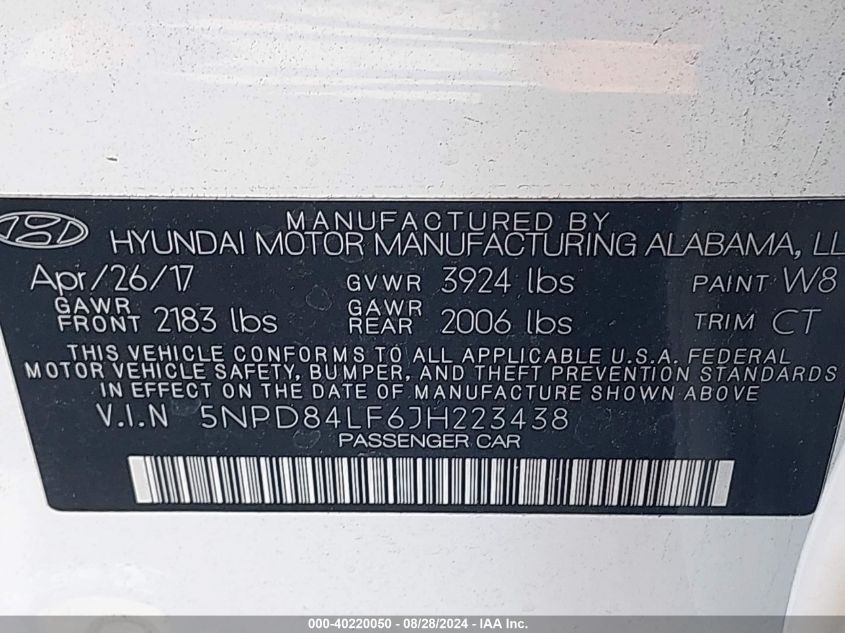 MANUFACTURED BY
HYUNDAI MOTOR MANUFACTURING ALABAMA, LL
Apr/26/17 GVWR 3924 lbs PAINT W8
GAWR FRONT 2183 lbs GAWR REAR 2006 lbs TRIM CT
THIS VEHICLE CONFORMS TO ALL APPLICABLE U.S.A. FEDERAL
MOTOR VEHICLE SAFETY, BUMPER, AND THEFT PREVENTION STANDARDS
IN EFFECT ON THE DATE OF MANUFACTURE SHOWN ABOVE
V.I.N 5NPD84LF6JH223438
PASSENGER CAR
000-40220050 - 08/28/2024 - IAA Inc.